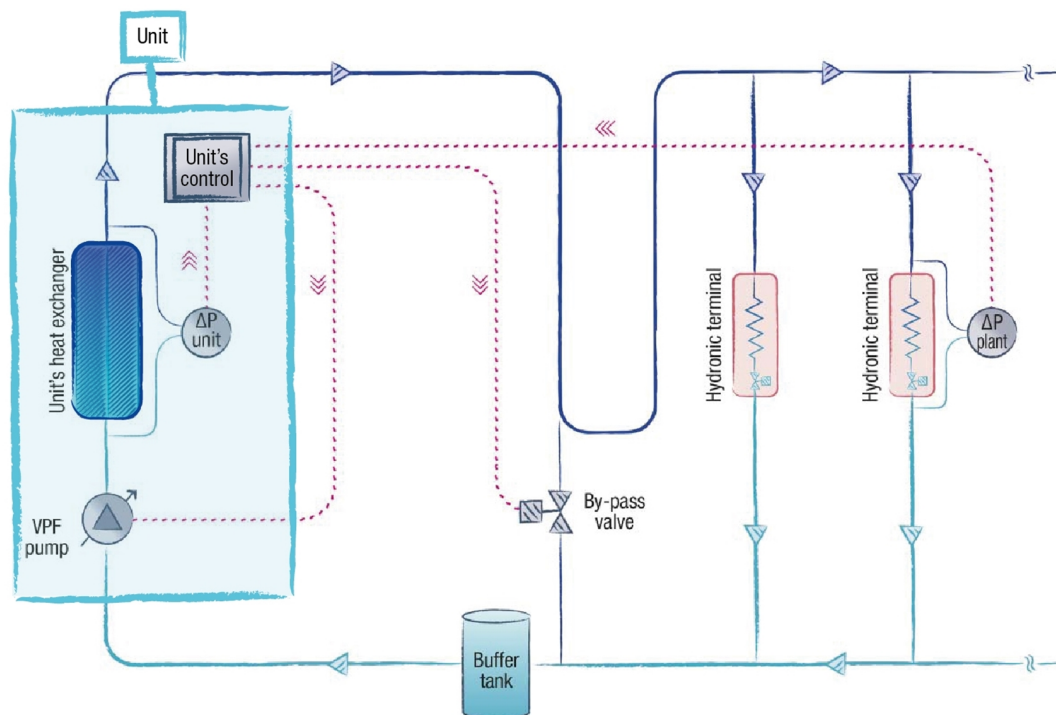 Unit
Unit's
control
Unit's heat exchanger
ΔP
unit
Hydronic terminal
Hydronic terminal
ΔP
plant
VPF
pump
By-pass
valve
Buffer
tank